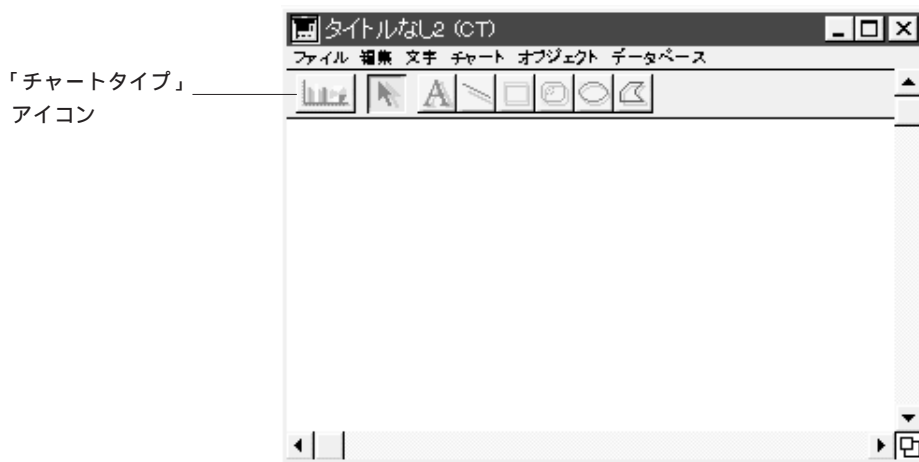 タイトルなし2 (CT)
ファイル 編集 文字 チャート オブジェクト データベース
「チャートタイプ」
アイコン
A